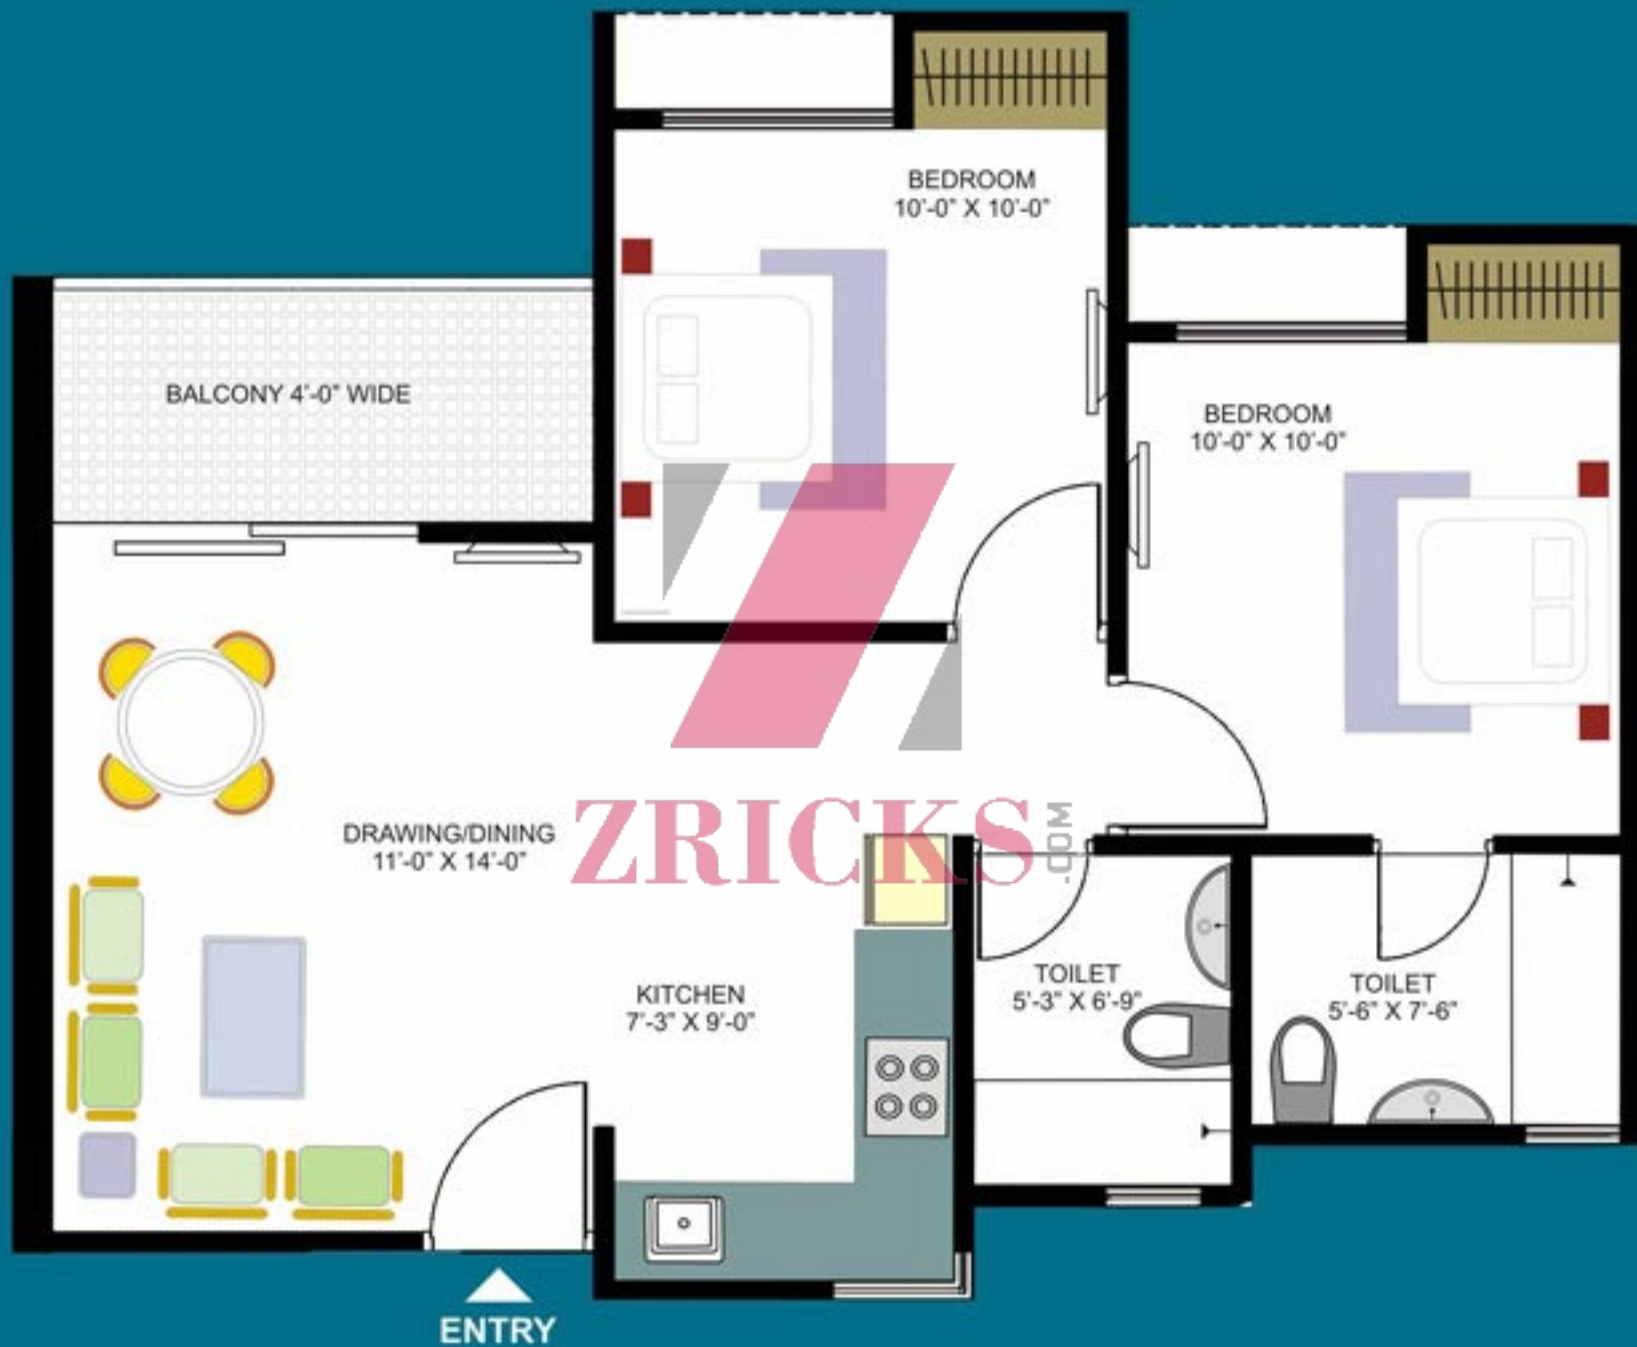 BEDROOM
10'-0" X 10'-0"
BALCONY 4'-0" WIDE
BEDROOM
10'-0" X 10'-0"
ZRICKS
.COM
DRAWING/DINING
11'-0" X 14'-0"
KITCHEN
7'-3" X 9'-0"
TOILET
5'-3" X 6'-9"
TOILET
5'-6" X 7'-6"
ENTRY